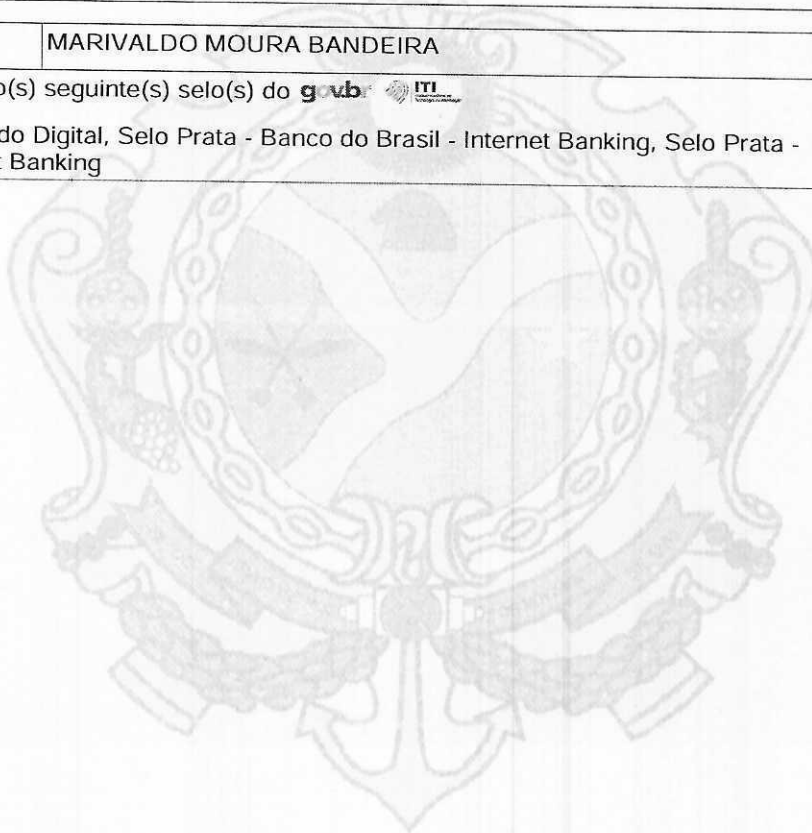 MARIVALDO MOURA BANDEIRA
o(s) seguinte(s) selo(s) do gov.br ITI
do Digital, Selo Prata - Banco do Brasil - Internet Banking, Selo Prata -
t Banking